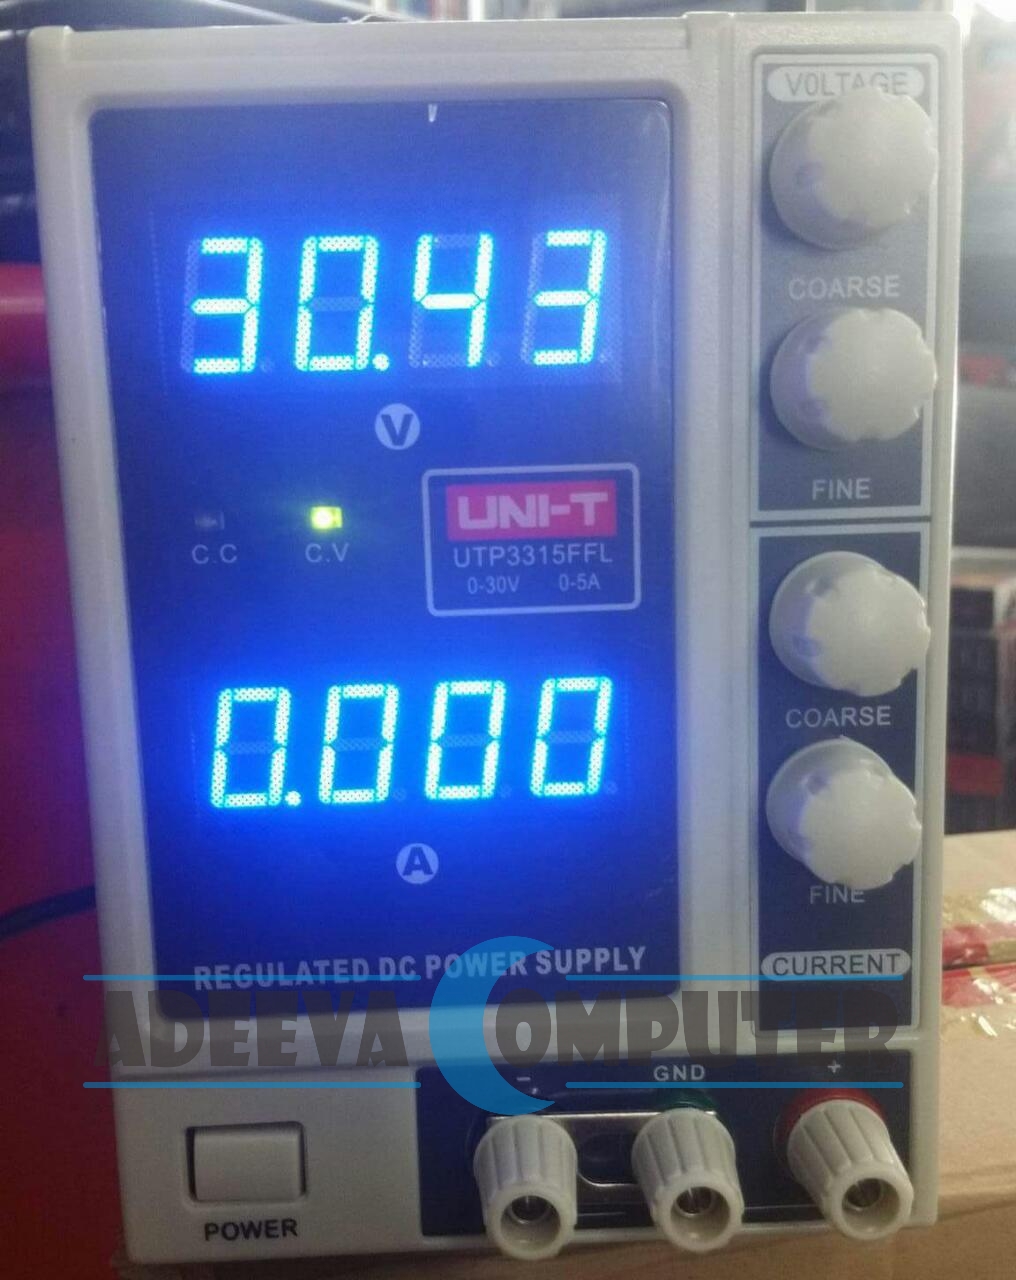 VOLTAGE
30.43
COARSE
V
FINE
UNI-T
C.C C.V
UTP3315FFL
0-30V 0-5A
0.000
COARSE
A
FINE
REGULATED DC POWER SUPPLY
CURRENT
ADEEVA COMPUTER
- GND +
POWER